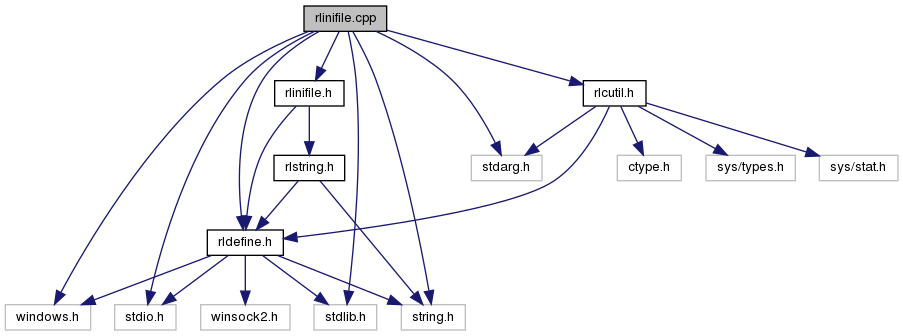 rlinifile.cpp
rlinifile.h
rlcutil.h
rlstring.h
stdarg.h
ctype.h
sys/types.h
sys/stat.h
rldefine.h
windows.h
stdio.h
winsock2.h
stdlib.h
string.h